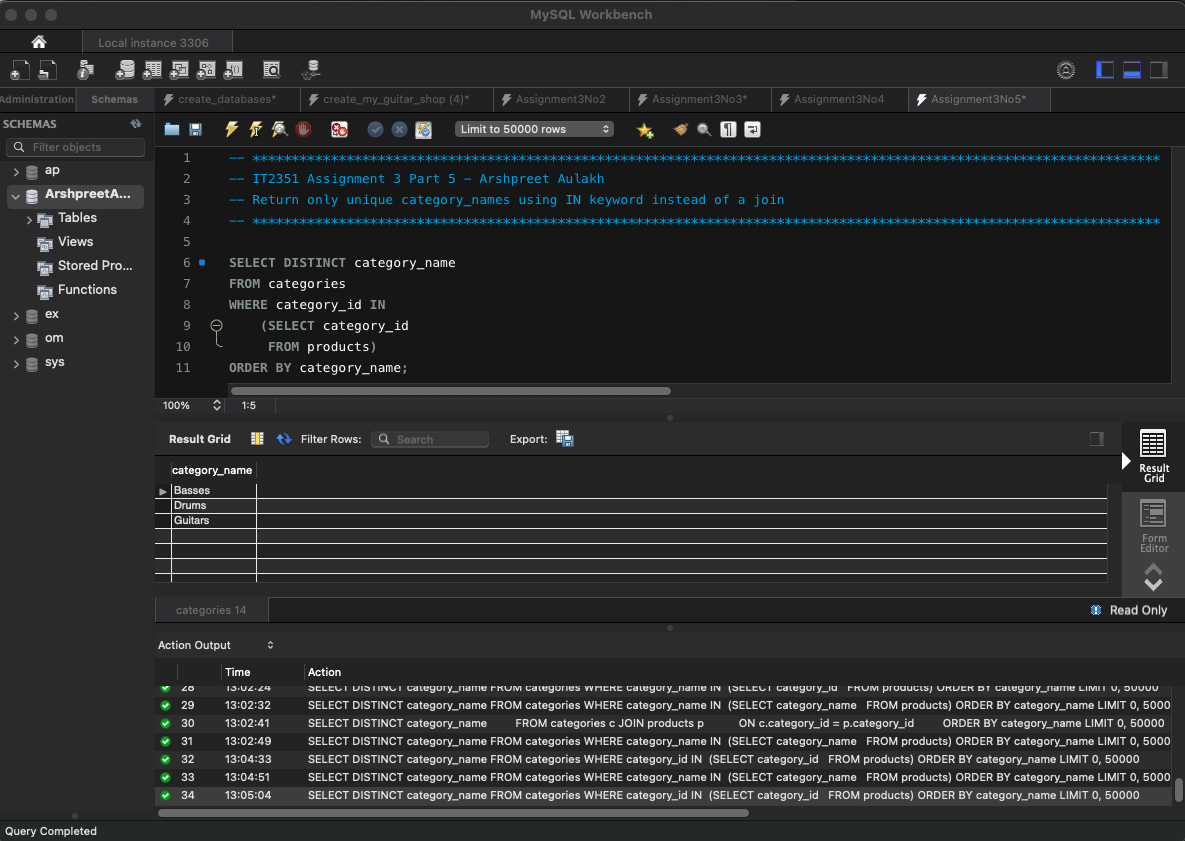 MySQL Workbench
Local instance 3306
Administration
Schemas
create_databases*
create_my_guitar_shop (4)*
Assignment3No2
Assignment3No3*
Assignment3No4
Assignment3No5*
SCHEMAS
Filter objects
ap
ArshpreetA...
Tables
Views
Stored Pro...
Functions
ex
om
sys
Limit to 50000 rows
1 -- ********************************************************************************************************************
2 -- IT2351 Assignment 3 Part 5 - Arshpreet Aulakh
3 -- Return only unique category_names using IN keyword instead of a join
4 -- ********************************************************************************************************************
5
6 SELECT DISTINCT category_name
7 FROM categories
8 WHERE category_id IN
9 (SELECT category_id
10 FROM products)
11 ORDER BY category_name;
100% 1:5
Result Grid Filter Rows: Search Export:
category_name
Basses
Drums
Guitars
Result Grid
Form Editor
categories 14
Read Only
Action Output
Time Action
28 13:02:24 SELECT DISTINCT category_name FROM categories WHERE category_name IN (SELECT category_id FROM products) ORDER BY category_name LIMIT 0, 50000
29 13:02:32 SELECT DISTINCT category_name FROM categories WHERE category_name IN (SELECT category_name FROM products) ORDER BY category_name LIMIT 0, 5000
30 13:02:41 SELECT DISTINCT category_name FROM categories c JOIN products p ON c.category_id = p.category_id ORDER BY category_name LIMIT 0, 50000
31 13:02:49 SELECT DISTINCT category_name FROM categories WHERE category_name IN (SELECT category_name FROM products) ORDER BY category_name LIMIT 0, 5000
32 13:04:33 SELECT DISTINCT category_name FROM categories WHERE category_id IN (SELECT category_id FROM products) ORDER BY category_name LIMIT 0, 50000
33 13:04:51 SELECT DISTINCT category_name FROM categories WHERE category_name IN (SELECT category_name FROM products) ORDER BY category_name LIMIT 0, 5000
34 13:05:04 SELECT DISTINCT category_name FROM categories WHERE category_id IN (SELECT category_id FROM products) ORDER BY category_name LIMIT 0, 50000
Query Completed